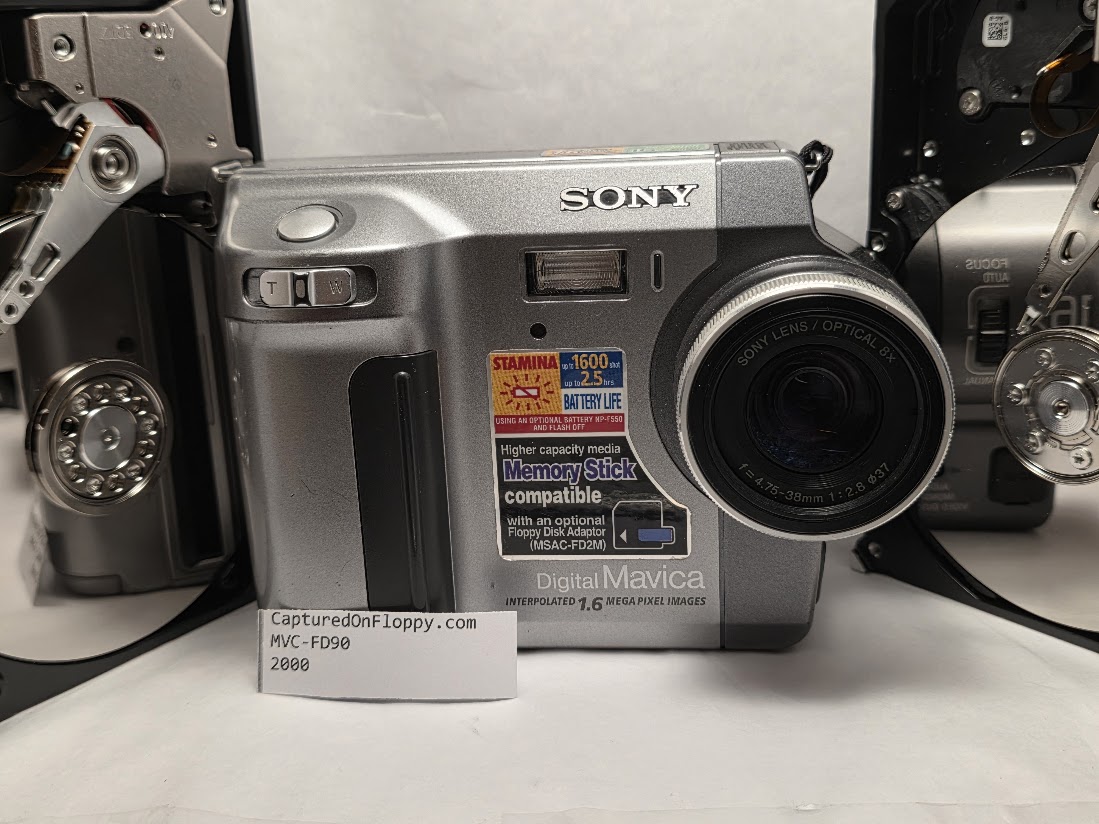 SONY
T W
SONY LENS / OPTICAL 8X
f=4.75-38mm 1:2.8 ø37
STAMINA
up to 1600 shot
up to 2.5 hrs
BATTERY LIFE
USING AN OPTIONAL BATTERY NP-F550
AND FLASH OFF
Higher capacity media
Memory Stick
compatible
with an optional
Floppy Disk Adaptor
(MSAC-FD2M)
Digital Mavica
INTERPOLATED 1.6 MEGA PIXEL IMAGES
CapturedOnFloppy.com
MVC-FD90
2000
FOCUS
AUTO